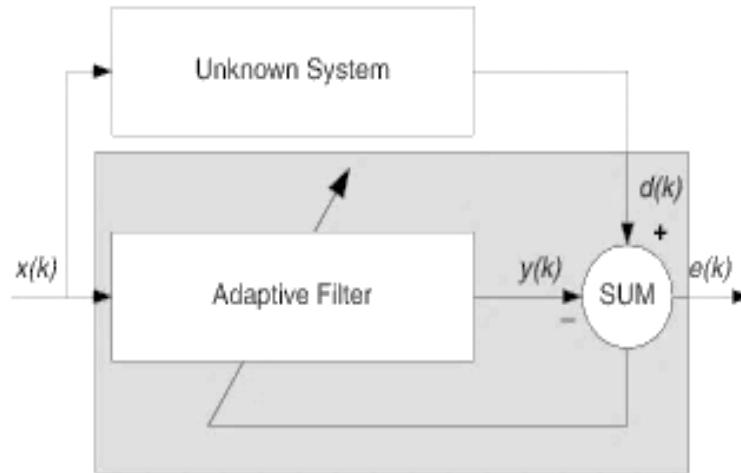 Unknown System
d(k)
+
x(k)
Adaptive Filter
y(k)
SUM
e(k)
–